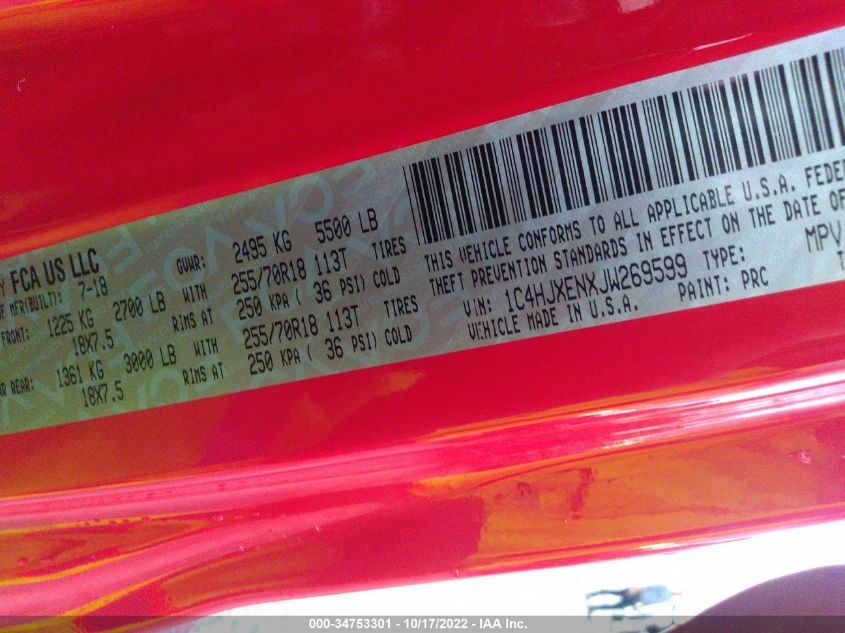 Y FCA US LLC
GVWR: 2495 KG 5500 LB
MFR(BUILT): 7-18
FRONT: 1225 KG 2700 LB WITH 255/70R18 113T TIRES
18X7.5 RIMS AT 250 KPA ( 36 PSI) COLD
REAR: 1361 KG 3000 LB WITH 255/70R18 113T TIRES
18X7.5 RIMS AT 250 KPA ( 36 PSI) COLD
THIS VEHICLE CONFORMS TO ALL APPLICABLE U.S.A. FEDER
THEFT PREVENTION STANDARDS IN EFFECT ON THE DATE OF
VIN: 1C4HJXENXJW269599 TYPE: MPV
VEHICLE MADE IN U.S.A. PAINT: PRC
000-34753301 - 10/17/2022 - IAA Inc.